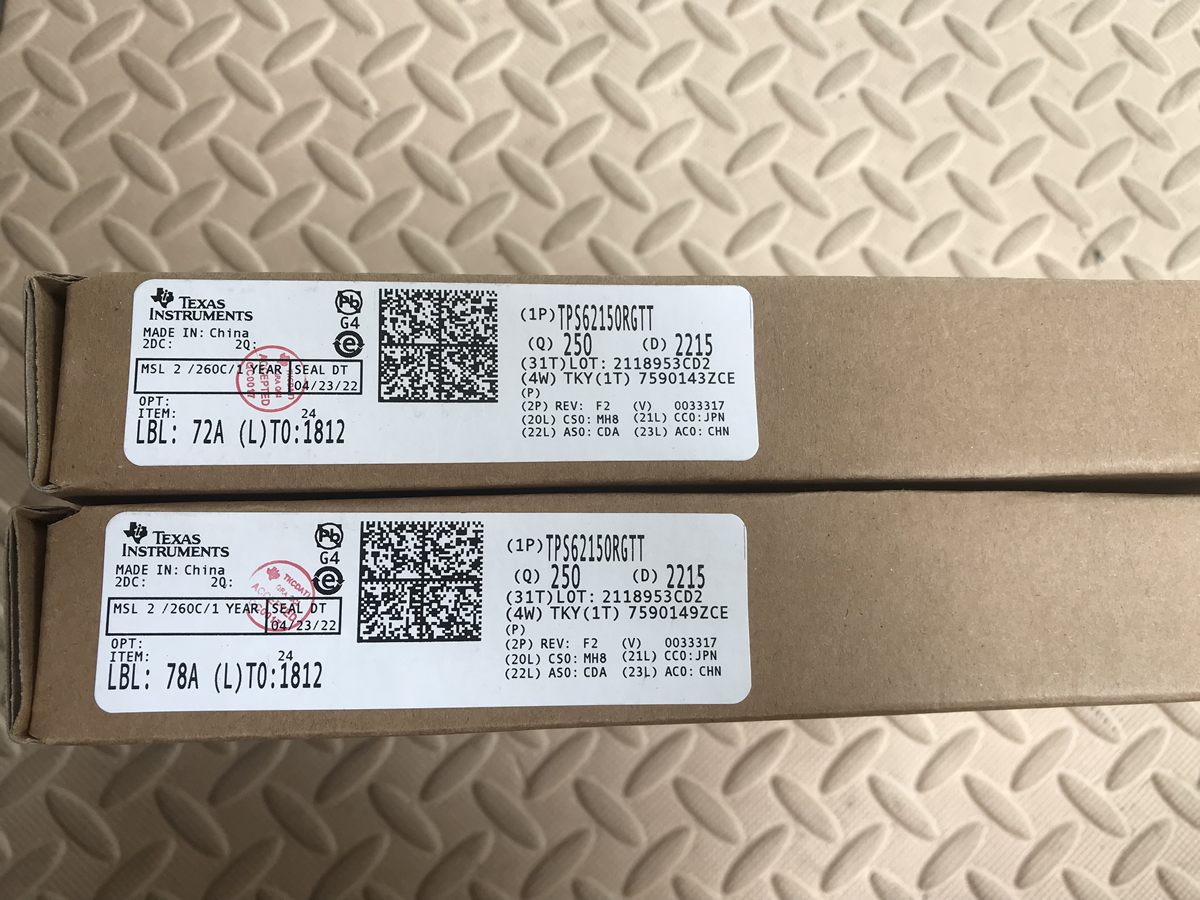 TEXAS
INSTRUMENTS
Pb
G4
e
MADE IN: China
2DC: 2Q:
MSL 2 /260C/1 YEAR SEAL DT
04/23/22
ACCEPTED
OPT:
ITEM: 24
LBL: 72A (L)TO:1812
(1P)TPS62150RGTT
(Q) 250 (D) 2215
(31T)LOT: 2118953CD2
(4W) TKY(1T) 7590143ZCE
(P)
(2P) REV: F2 (V) 0033317
(20L) CSO: MH8 (21L) CCO:JPN
(22L) ASO: CDA (23L) ACO: CHN
TEXAS
INSTRUMENTS
Pb
G4
e
MADE IN: China
2DC: 2Q:
MSL 2 /260C/1 YEAR SEAL DT
04/23/22
OPT:
ITEM: 24
LBL: 78A (L)TO:1812
(1P)TPS62150RGTT
(Q) 250 (D) 2215
(31T)LOT: 2118953CD2
(4W) TKY(1T) 7590149ZCE
(P)
(2P) REV: F2 (V) 0033317
(20L) CSO: MH8 (21L) CCO:JPN
(22L) ASO: CDA (23L) ACO: CHN